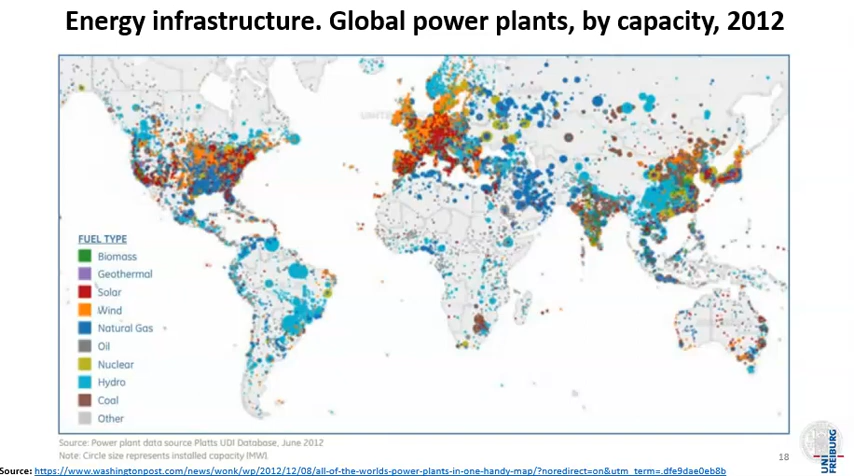 Energy infrastructure. Global power plants, by capacity, 2012
FUEL TYPE
Biomass
Geothermal
Solar
Wind
Natural Gas
Oil
Nuclear
Hydro
Coal
Other
Source: Power plant data source Platts UDI Database, June 2012
Note: Circle size represents installed capacity (MW).
18
UNI
FREIBURG
Source: https://www.washingtonpost.com/news/wonk/wp/2012/12/08/all-of-the-worlds-power-plants-in-one-handy-map/?noredirect=on&utm_term=.dfe9dae0eb8b